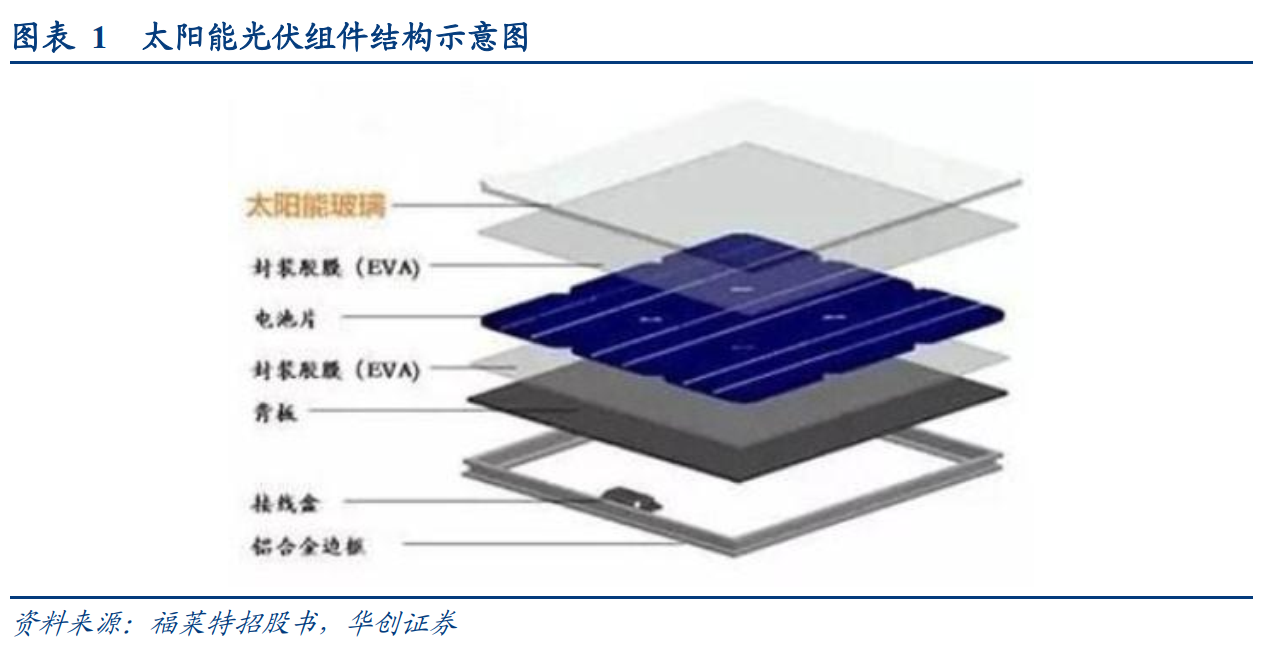 图表 1 太阳能光伏组件结构示意图
太阳能玻璃
封装胶膜（EVA)
电池片
封装胶膜（EVA)
背板
接线盒
铝合金边框
资料来源：福莱特招股书，华创证券